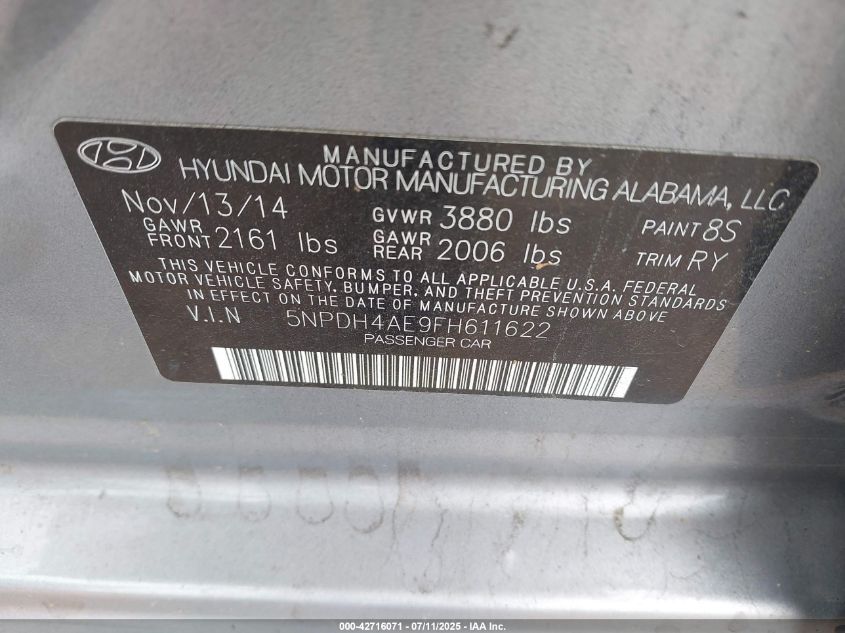 MANUFACTURED BY
HYUNDAI MOTOR MANUFACTURING ALABAMA, LLC
Nov/13/14 GVWR 3880 lbs PAINT 8S
GAWR FRONT 2161 lbs GAWR REAR 2006 lbs TRIM RY
THIS VEHICLE CONFORMS TO ALL APPLICABLE U.S.A. FEDERAL
MOTOR VEHICLE SAFETY, BUMPER, AND THEFT PREVENTION STANDARDS
IN EFFECT ON THE DATE OF MANUFACTURE SHOWN ABOVE
V.I.N 5NPDH4AE9FH611622
PASSENGER CAR
000-42716071 - 07/11/2025 - IAA Inc.